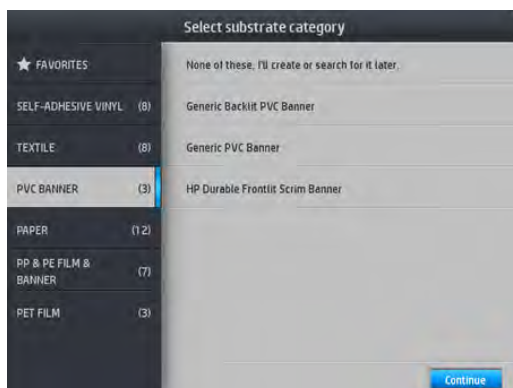 Select substrate category
FAVORITES
SELF-ADHESIVE VINYL (8)
TEXTILE (8)
PVC BANNER (3)
PAPER (12)
PP & PE FILM &
BANNER (7)
PET FILM (3)
None of these, I'll create or search for it later.
Generic Backlit PVC Banner
Generic PVC Banner
HP Durable Frontlit Scrim Banner
Continue